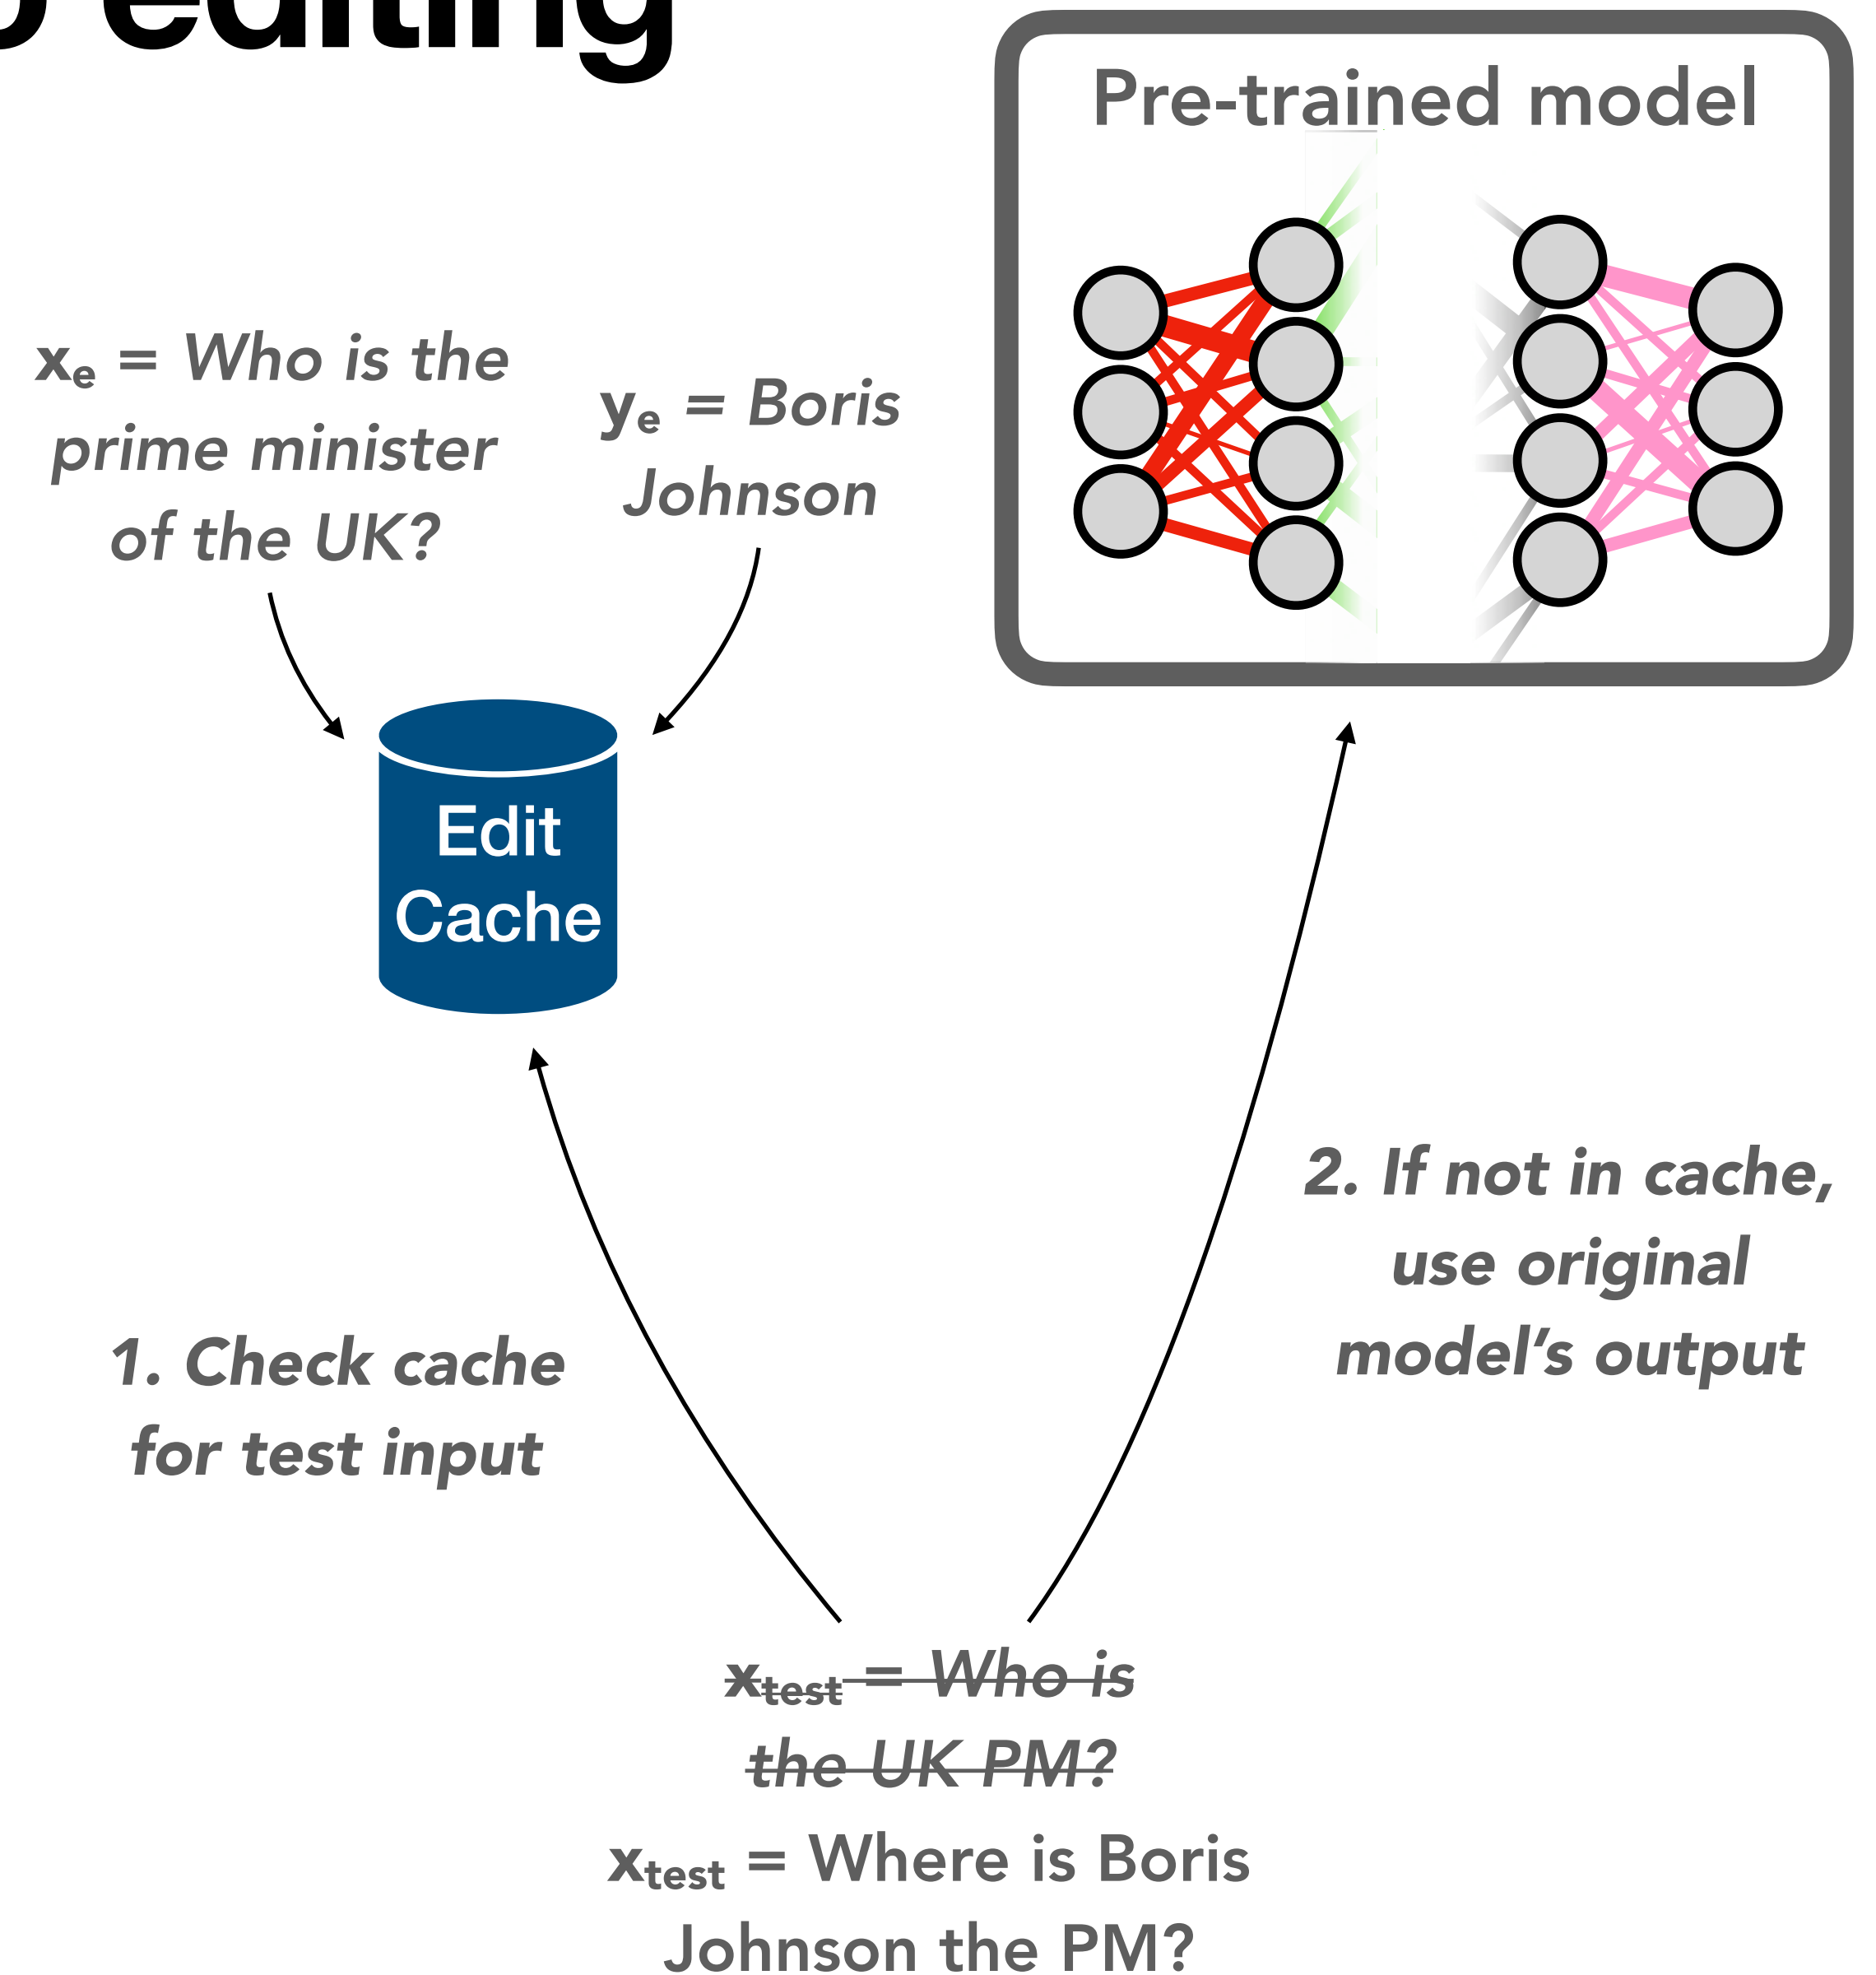 editing
Pre-trained model
xe = Who is the
prime minister
of the UK?
ye = Boris
Johnson
Edit
Cache
2. If not in cache,
use original
model’s output
1. Check cache
for test input
xtest = Who is
the UK PM?
xtest = Where is Boris
Johnson the PM?